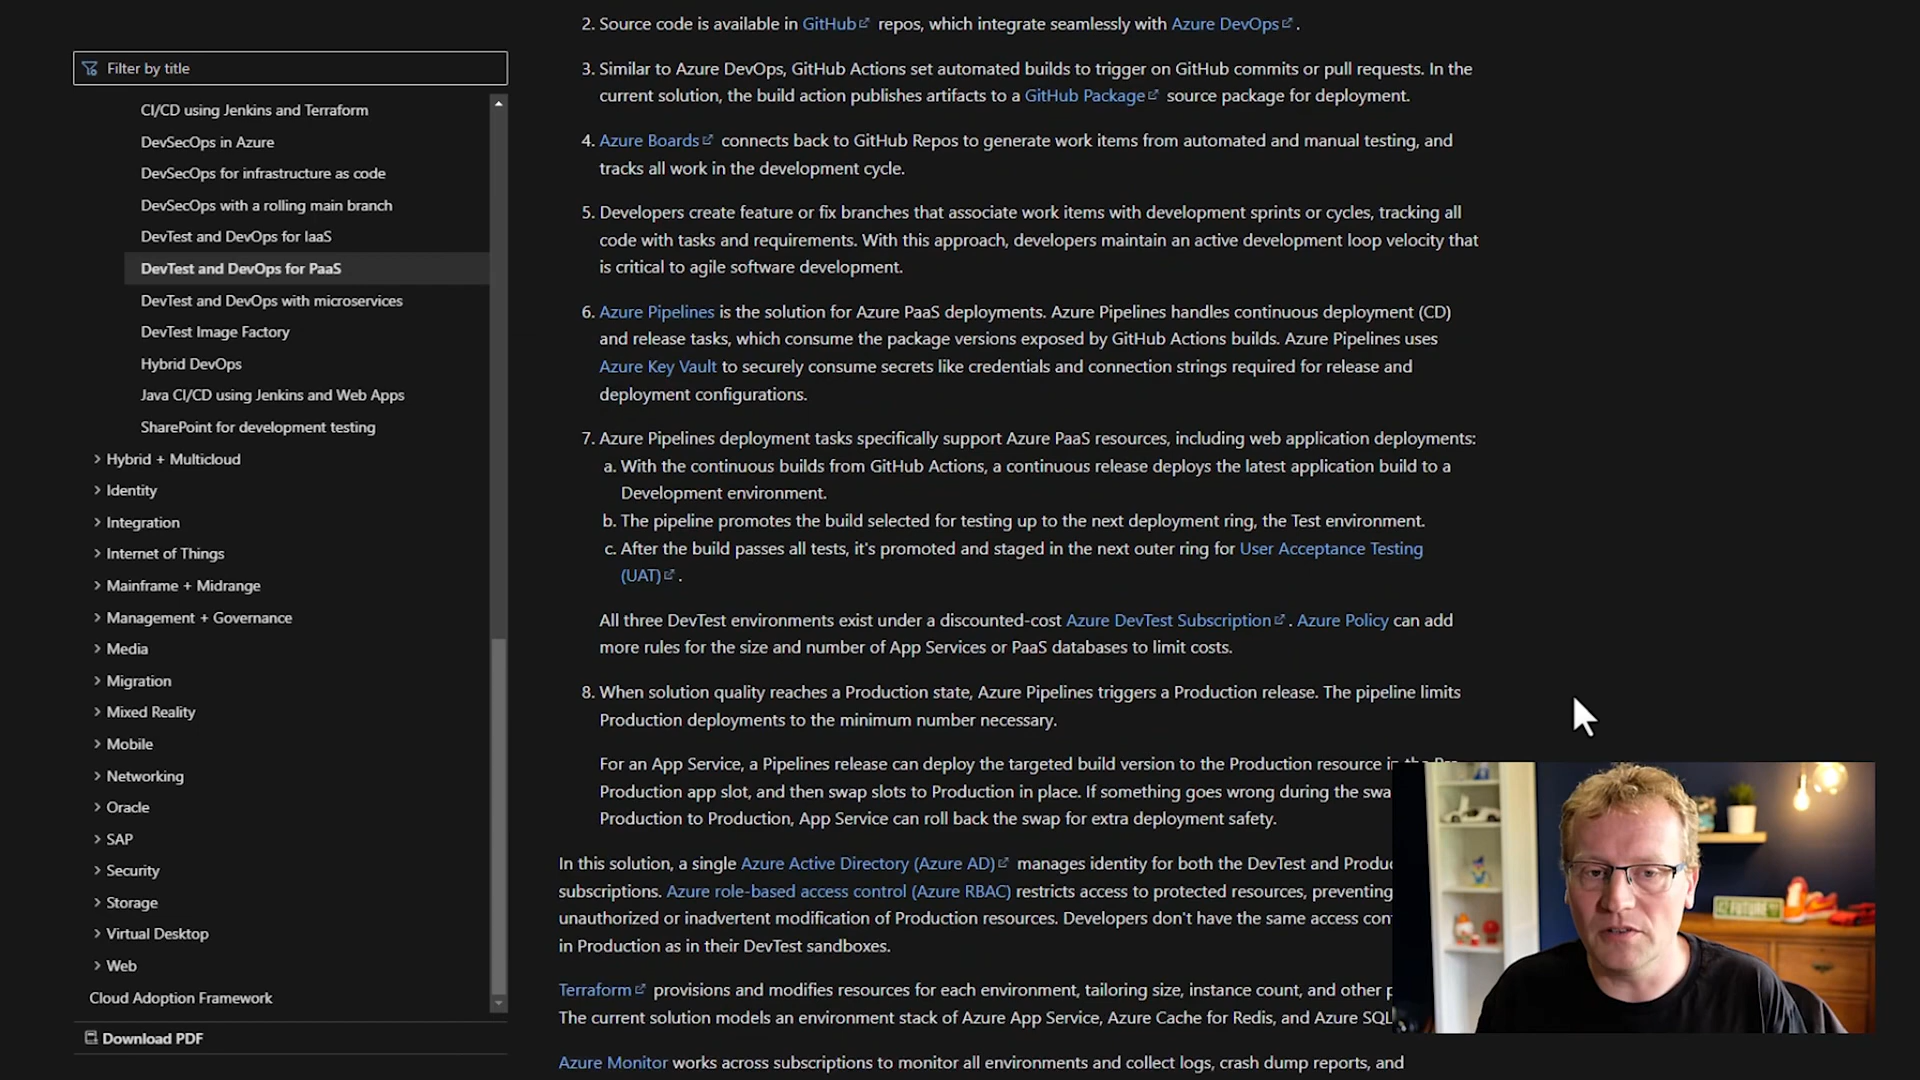 Filter by title
CI/CD using Jenkins and Terraform
DevSecOps in Azure
DevSecOps for infrastructure as code
DevSecOps with a rolling main branch
DevTest and DevOps for IaaS
DevTest and DevOps for PaaS
DevTest and DevOps with microservices
DevTest Image Factory
Hybrid DevOps
Java CI/CD using Jenkins and Web Apps
SharePoint for development testing
Hybrid + Multicloud
Identity
Integration
Internet of Things
Mainframe + Midrange
Management + Governance
Media
Migration
Mixed Reality
Mobile
Networking
Oracle
SAP
Security
Storage
Virtual Desktop
Web
Cloud Adoption Framework
Download PDF
2. Source code is available in GitHub repos, which integrate seamlessly with Azure DevOps .
3. Similar to Azure DevOps, GitHub Actions set automated builds to trigger on GitHub commits or pull requests. In the
current solution, the build action publishes artifacts to a GitHub Package source package for deployment.
4. Azure Boards connects back to GitHub Repos to generate work items from automated and manual testing, and
tracks all work in the development cycle.
5. Developers create feature or fix branches that associate work items with development sprints or cycles, tracking all
code with tasks and requirements. With this approach, developers maintain an active development loop velocity that
is critical to agile software development.
6. Azure Pipelines is the solution for Azure PaaS deployments. Azure Pipelines handles continuous deployment (CD)
and release tasks, which consume the package versions exposed by GitHub Actions builds. Azure Pipelines uses
Azure Key Vault to securely consume secrets like credentials and connection strings required for release and
deployment configurations.
7. Azure Pipelines deployment tasks specifically support Azure PaaS resources, including web application deployments:
a. With the continuous builds from GitHub Actions, a continuous release deploys the latest application build to a
Development environment.
b. The pipeline promotes the build selected for testing up to the next deployment ring, the Test environment.
c. After the build passes all tests, it's promoted and staged in the next outer ring for User Acceptance Testing
(UAT) .
All three DevTest environments exist under a discounted-cost Azure DevTest Subscription . Azure Policy can add
more rules for the size and number of App Services or PaaS databases to limit costs.
8. When solution quality reaches a Production state, Azure Pipelines triggers a Production release. The pipeline limits
Production deployments to the minimum number necessary.
For an App Service, a Pipelines release can deploy the targeted build version to the Production resource in the
Production app slot, and then swap slots to Production in place. If something goes wrong during the
Production to Production, App Service can roll back the swap for extra deployment safety.
In this solution, a single Azure Active Directory (Azure AD) manages identity for both the DevTest and
subscriptions. Azure role-based access control (Azure RBAC) restricts access to protected resources, preventing
unauthorized or inadvertent modification of Production resources. Developers don't have the same access
in Production as in their DevTest sandboxes.
Terraform provisions and modifies resources for each environment, tailoring size, instance count, and other
The current solution models an environment stack of Azure App Service, Azure Cache for Redis, and Azure SQL
Azure Monitor works across subscriptions to monitor all environments and collect logs, crash dump reports, and
FUTURE